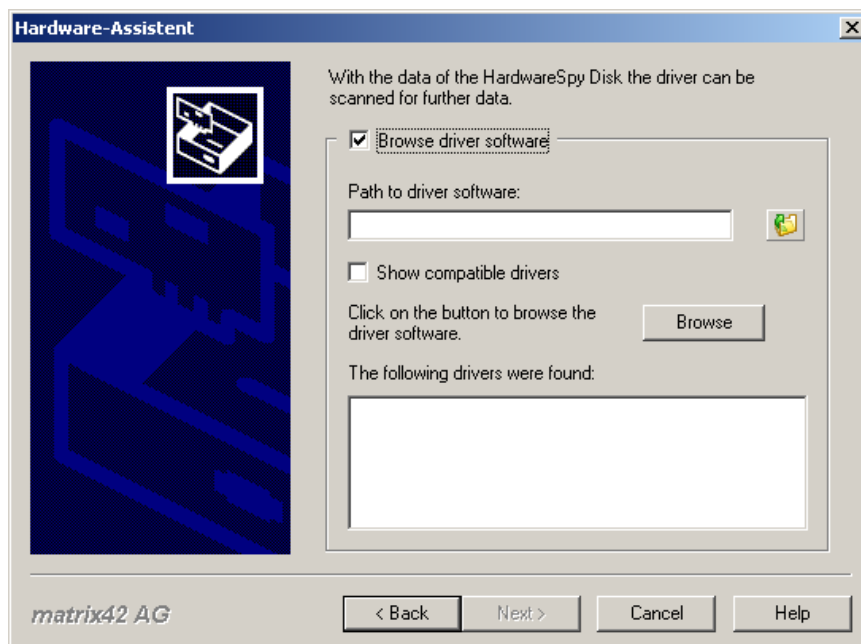 Hardware-Assistent
With the data of the HardwareSpy Disk the driver can be
scanned for further data.
Browse driver software
Path to driver software:
Show compatible drivers
Click on the button to browse the
driver software.
Browse
The following drivers were found:
matrix42 AG
< Back
Next >
Cancel
Help